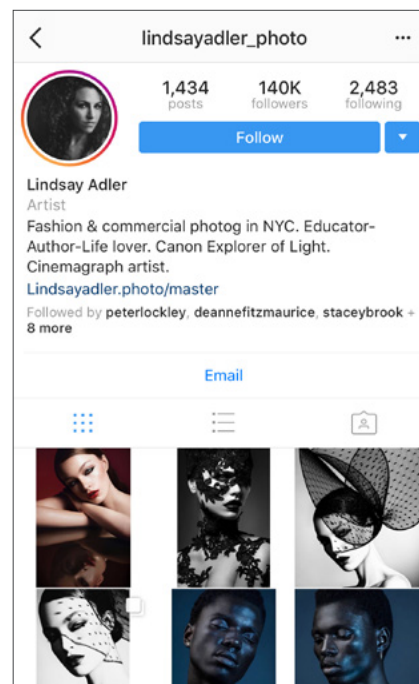 lindsayadler_photo
1,434 140K 2,483
posts followers following
Follow
Lindsay Adler
Artist
Fashion & commercial photog in NYC. Educator-
Author-Life lover. Canon Explorer of Light.
Cinemagraph artist.
Lindsayadler.photo/master
Followed by peterlockley, deannefitzmaurice, staceybrook +
8 more
Email